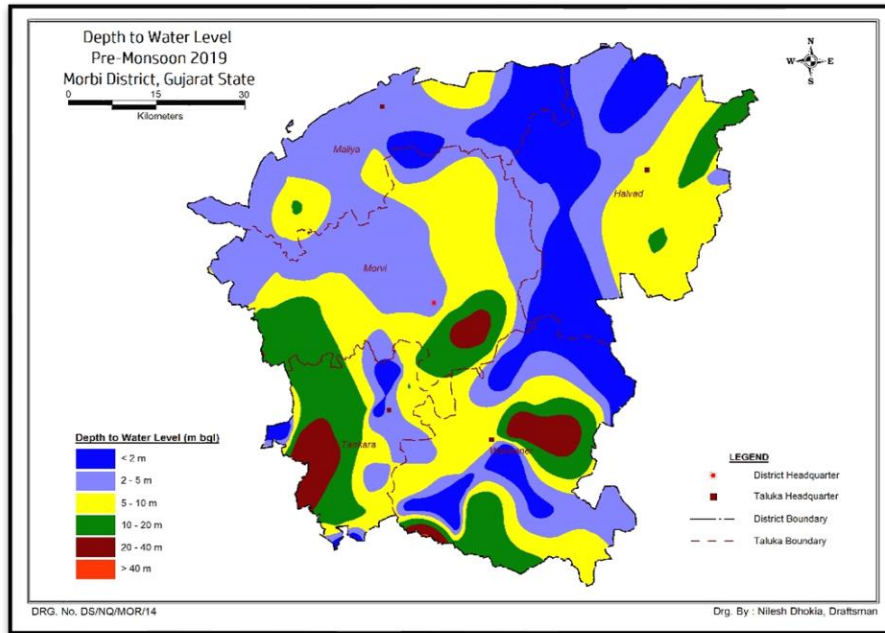 Depth to Water Level
Pre-Monsoon 2019
Morbi District, Gujarat State
0 15 30
Kilometers
N
W E
S
Maliya
Halvad
Morvi
Tankara
Depth to Water Level (m bgl)
< 2 m
2 - 5 m
5 - 10 m
10 - 20 m
20 - 40 m
> 40 m
LEGEND
District Headquarter
Taluka Headquarter
District Boundary
Taluka Boundary
DRG. No. DS/NQ/MOR/14
Drg. By : Nilesh Dhokia, Draftsman